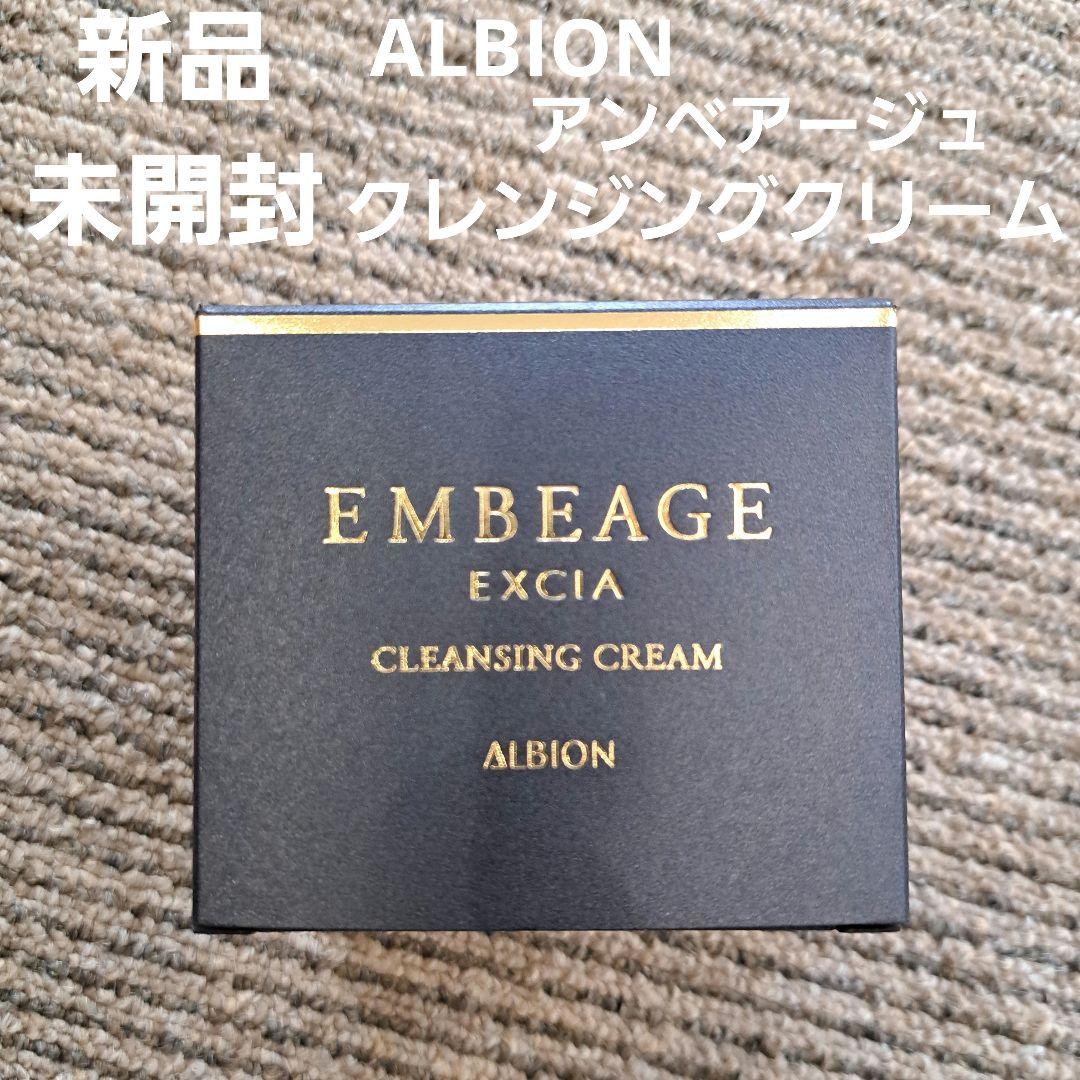 新品
未開封
ALBION
アンベアージュ
クレンジングクリーム
EMBEAGE
EXCIA
CLEANSING CREAM
ALBION